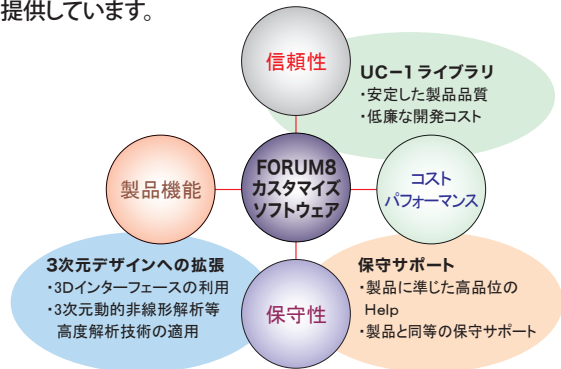 提供しています。
信頼性
UC−1 ライブラリ
・安定した製品品質
・低廉な開発コスト
製品機能
FORUM8
カスタマイズ
ソフトウェア
コスト
パフォーマンス
3次元デザインへの拡張
・3Dインターフェースの利用
・3次元動的非線形解析等
高度解析技術の適用
保守性
保守サポート
・製品に準じた高品位の
Help
・製品と同等の保守サポート